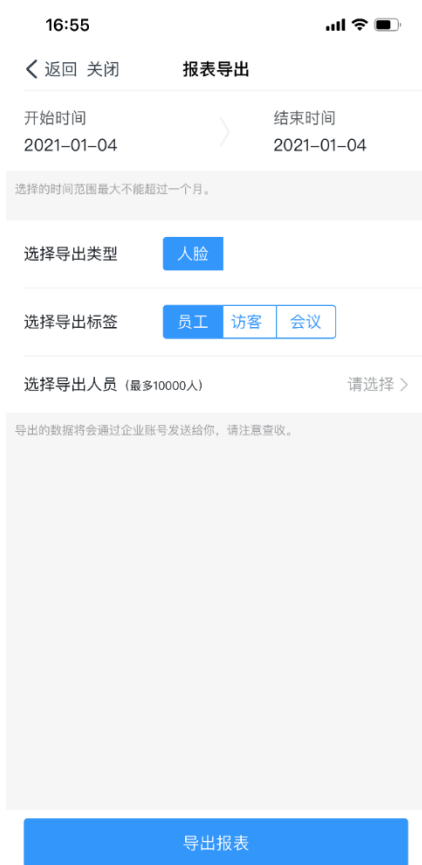 16:55
返回 关闭 报表导出
开始时间 结束时间
2021-01-04 2021-01-04
选择的时间范围最大不能超过一个月。
选择导出类型 人脸
选择导出标签 员工 访客 会议
选择导出人员（最多10000人） 请选择
导出的数据将会通过企业账号发送给你，请注意查收。
导出报表